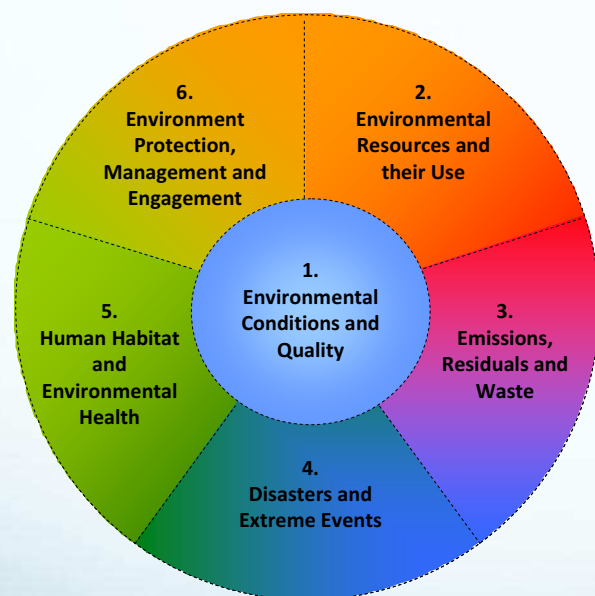 1.
Environmental
Conditions and
Quality
2.
Environmental
Resources and
their Use
3.
Emissions,
Residuals and
Waste
4.
Disasters and
Extreme Events
5.
Human Habitat
and
Environmental
Health
6.
Environment
Protection,
Management and
Engagement